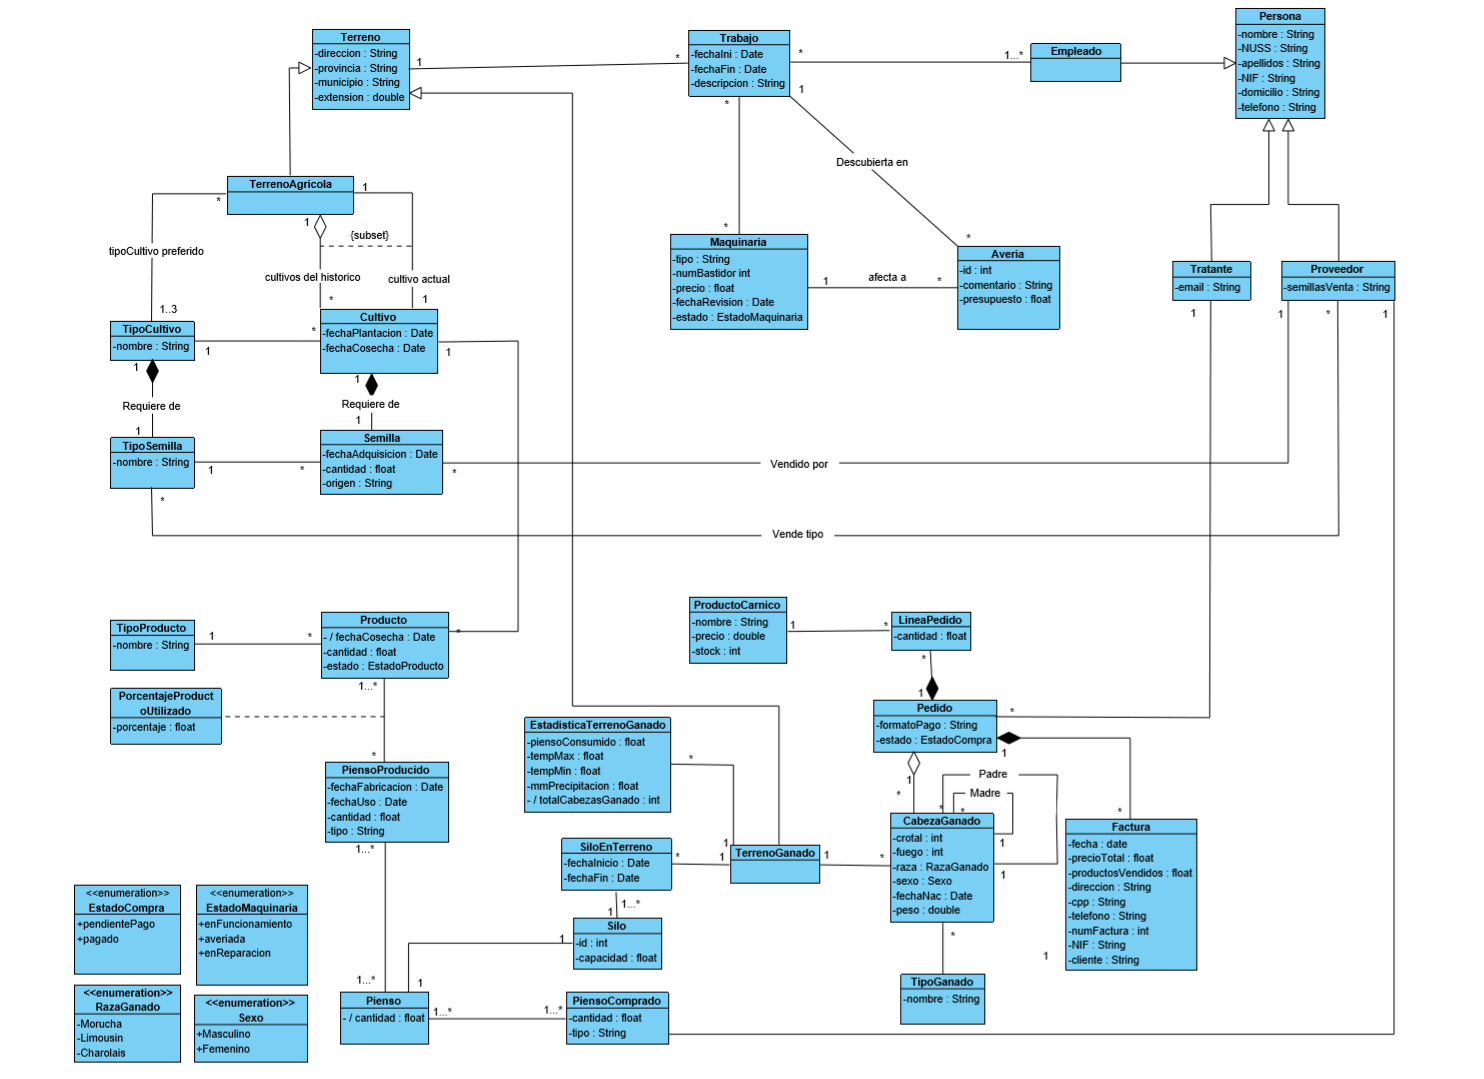 Terreno
-direccion : String
-provincia : String
-municipio : String
-extension : double
1
*
Trabajo
-fechaIni : Date
-fechaFin : Date
-descripcion : String
*
1...*
1
*
Empleado
Persona
-nombre : String
-NUSS : String
-apellidos : String
-NIF : String
-domicilio : String
-telefono : String
Descubierta en
TerrenoAgricola
1
*
1
{subset}
tipoCultivo preferido
cultivos del historico
cultivo actual
*
1
1..3
*
Maquinaria
-tipo : String
-numBastidor int
-precio : float
-fechaRevision : Date
-estado : EstadoMaquinaria
1
afecta a
*
*
Averia
-id : int
-comentario : String
-presupuesto : float
Tratante
-email : String
1
Proveedor
-semillasVenta : String
1
*
1
TipoCultivo
-nombre : String
1
*
1
Requiere de
1
Cultivo
-fechaPlantacion : Date
-fechaCosecha : Date
1
1
Requiere de
1
TipoSemilla
-nombre : String
1
*
*
Semilla
-fechaAdquisicion : Date
-cantidad : float
-origen : String
*
Vendido por
Vende tipo
TipoProducto
-nombre : String
1
*
Producto
- / fechaCosecha : Date
-cantidad : float
-estado : EstadoProducto
*
1...*
PorcentajeProduct
oUtilizado
-porcentaje : float
*
PiensoProducido
-fechaFabricacion : Date
-fechaUso : Date
-cantidad : float
-tipo : String
1...*
ProductoCarnico
-nombre : String
-precio : double
-stock : int
1
*
LineaPedido
-cantidad : float
*
1
Pedido
-formatoPago : String
-estado : EstadoCompra
*
1
1
*
EstadisticaTerrenoGanado
-piensoConsumido : float
-tempMax : float
-tempMin : float
-mmPrecipitacion : float
- / totalCabezasGanado : int
*
1
Padre
Madre
*
*
CabezaGanado
-crotal : int
-fuego : int
-raza : RazaGanado
-sexo : Sexo
-fechaNac : Date
-peso : double
1
1
*
*
Factura
-fecha : date
-precioTotal : float
-productosVendidos : float
-direccion : String
-cpp : String
-telefono : String
-numFactura : int
-NIF : String
-cliente : String
SiloEnTerreno
-fechaInicio : Date
-fechaFin : Date
*
1
TerrenoGanado
1
*
1...*
1
Silo
-id : int
-capacidad : float
1
1
TipoGanado
-nombre : String
1...*
1
Pienso
- / cantidad : float
1...*
1...*
PiensoComprado
-cantidad : float
-tipo : String
<<enumeration>>
EstadoCompra
+pendientePago
+pagado
<<enumeration>>
EstadoMaquinaria
+enFuncionamiento
+averiada
+enReparacion
<<enumeration>>
RazaGanado
-Morucha
-Limousin
-Charolais
<<enumeration>>
Sexo
+Masculino
+Femenino